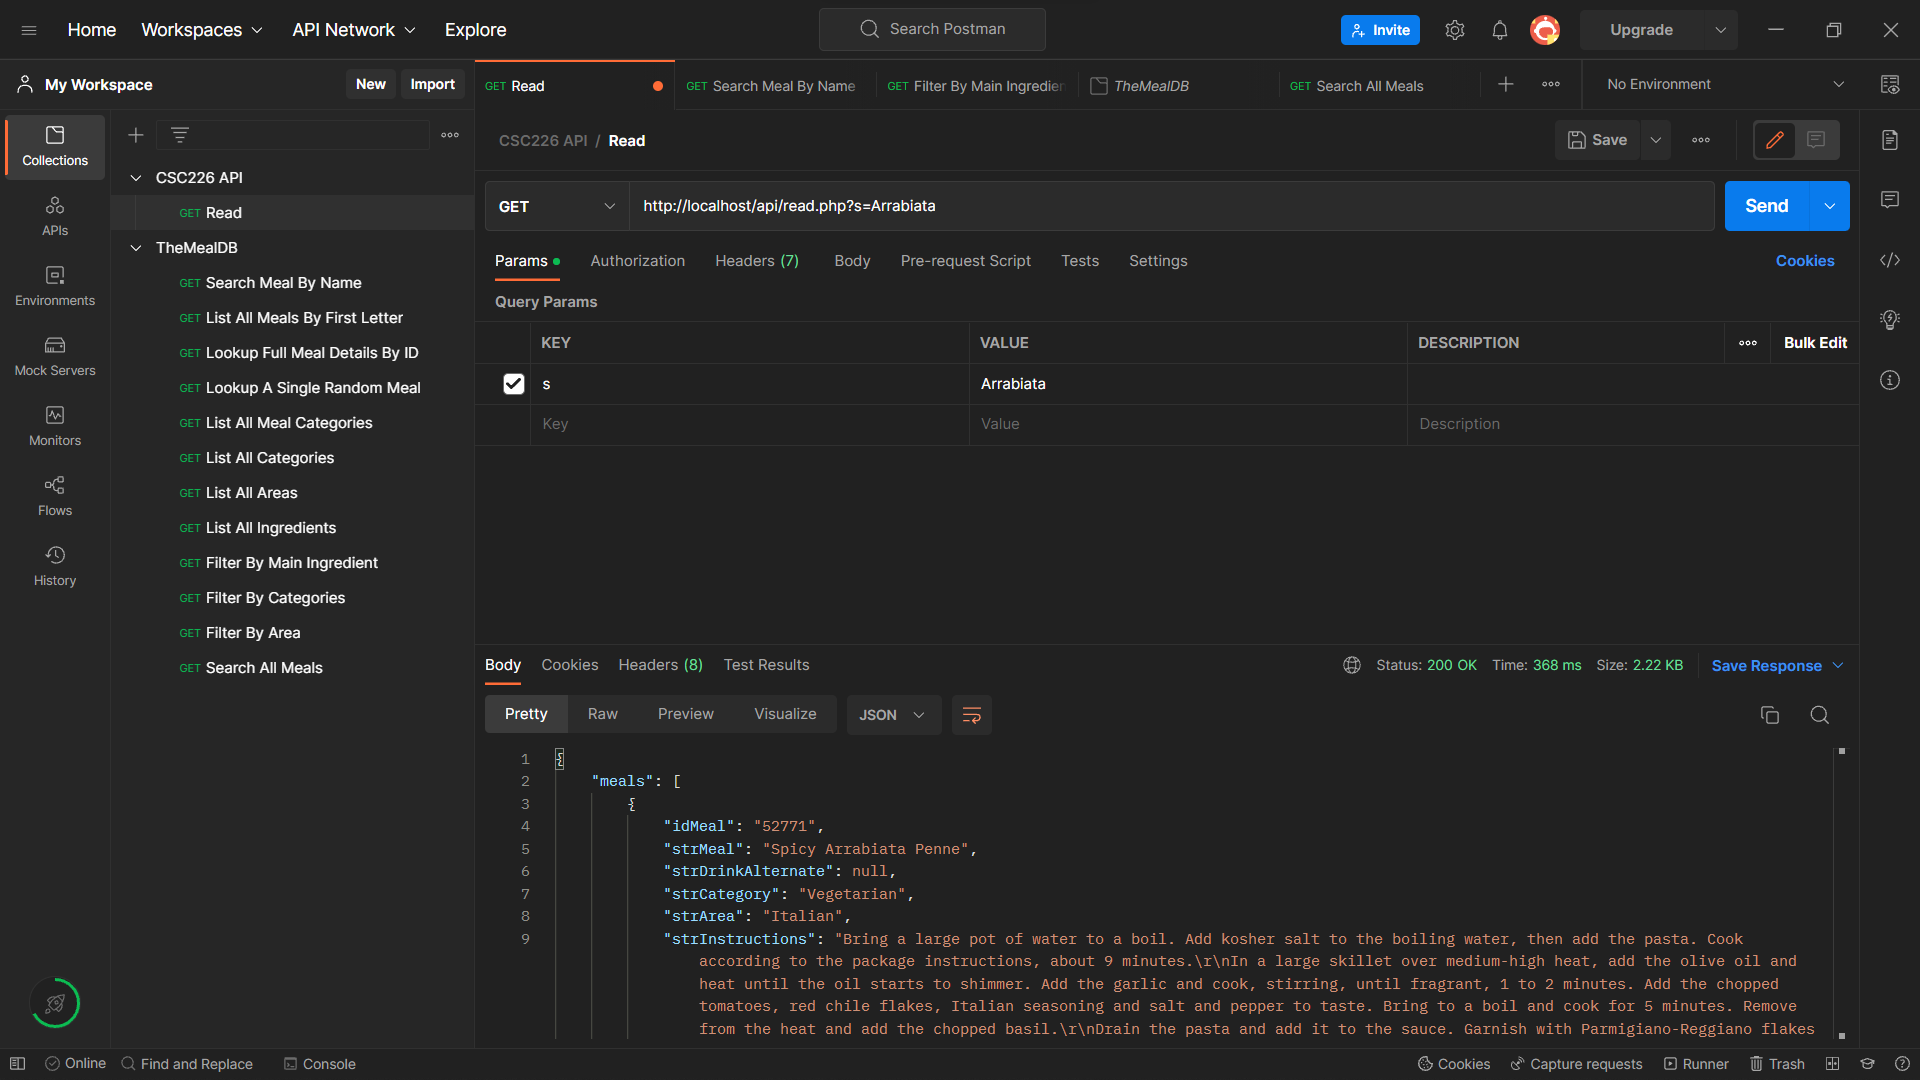 Home Workspaces API Network Explore Search Postman Invite Upgrade
My Workspace New Import GET Read GET Search Meal By Name GET Filter By Main Ingredien TheMealDB GET Search All Meals No Environment
Collections
APIs
Environments
Mock Servers
Monitors
Flows
History
CSC226 API
GET Read
TheMealDB
GET Search Meal By Name
GET List All Meals By First Letter
GET Lookup Full Meal Details By ID
GET Lookup A Single Random Meal
GET List All Meal Categories
GET List All Categories
GET List All Areas
GET List All Ingredients
GET Filter By Main Ingredient
GET Filter By Categories
GET Filter By Area
GET Search All Meals
CSC226 API / Read Save
GET http://localhost/api/read.php?s=Arrabiata Send
Params Authorization Headers (7) Body Pre-request Script Tests Settings Cookies
Query Params
KEY VALUE DESCRIPTION Bulk Edit
s Arrabiata
Key Value Description
Body Cookies Headers (8) Test Results Status: 200 OK Time: 368 ms Size: 2.22 KB Save Response
Pretty Raw Preview Visualize JSON
1 {
2 "meals": [
3 {
4 "idMeal": "52771",
5 "strMeal": "Spicy Arrabiata Penne",
6 "strDrinkAlternate": null,
7 "strCategory": "Vegetarian",
8 "strArea": "Italian",
9 "strInstructions": "Bring a large pot of water to a boil. Add kosher salt to the boiling water, then add the pasta. Cook
according to the package instructions, about 9 minutes.\r\nIn a large skillet over medium-high heat, add the olive oil and
heat until the oil starts to shimmer. Add the garlic and cook, stirring, until fragrant, 1 to 2 minutes. Add the chopped
tomatoes, red chile flakes, Italian seasoning and salt and pepper to taste. Bring to a boil and cook for 5 minutes. Remove
from the heat and add the chopped basil.\r\nDrain the pasta and add it to the sauce. Garnish with Parmigiano-Reggiano flakes
Online Find and Replace Console Cookies Capture requests Runner Trash